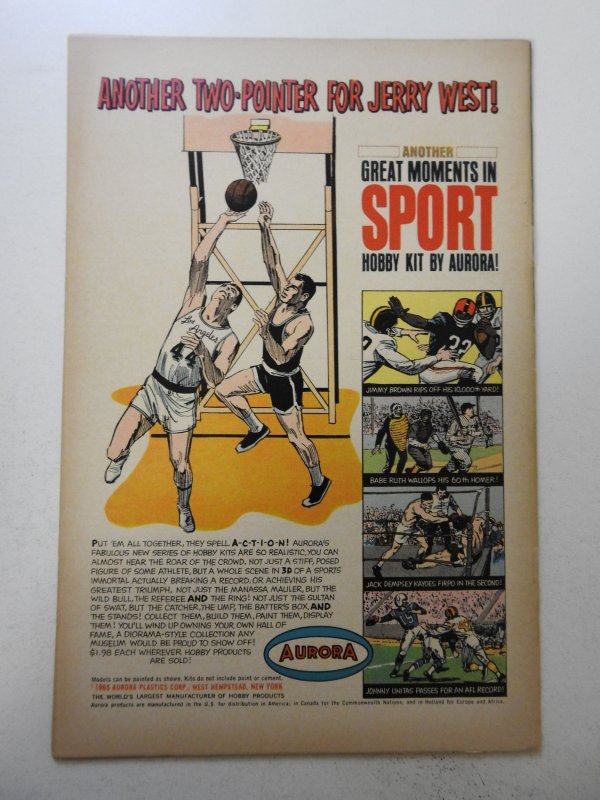 ANOTHER TWO-POINTER FOR JERRY WEST!
ANOTHER
GREAT MOMENTS IN
SPORT
HOBBY KIT BY AURORA!
Los
Angeles
44
32
JIMMY BROWN RIPS OFF HIS 10,000th YARD!
BABE RUTH WALLOPS HIS 60th HOMER!
JACK DEMPSEY KAYOES FIRPO IN THE SECOND!
JOHNNY UNITAS PASSES FOR AN AFL RECORD!
PUT 'EM ALL TOGETHER, THEY SPELL A-C-T-I-O-N! AURORA'S
FABULOUS NEW SERIES OF HOBBY KITS ARE SO REALISTIC, YOU CAN
ALMOST HEAR THE ROAR OF THE CROWD. NOT JUST A STIFF, POSED
FIGURE OF SOME ATHLETE, BUT A WHOLE SCENE IN 3D OF A SPORTS
IMMORTAL ACTUALLY BREAKING A RECORD, OR ACHIEVING HIS
GREATEST TRIUMPH. NOT JUST THE MANASSA MAULER, BUT THE
WILD BULL, THE REFEREE AND THE RING! NOT JUST THE SULTAN
OF SWAT, BUT THE CATCHER, THE UMP, THE BATTER'S BOX, AND
THE STANDS! COLLECT THEM, BUILD THEM, PAINT THEM, DISPLAY
THEM! YOU'LL WIND UP OWNING YOUR OWN HALL OF
FAME, A DIORAMA-STYLE COLLECTION ANY
MUSEUM WOULD BE PROUD TO SHOW OFF!
$1.98 EACH WHEREVER HOBBY PRODUCTS
ARE SOLD!
AURORA
Models can be painted as shown. Kits do not include paint or cement.
© 1965 AURORA PLASTICS CORP., WEST HEMPSTEAD, NEW YORK
THE WORLD'S LARGEST MANUFACTURER OF HOBBY PRODUCTS
Aurora products are manufactured in the U.S. for distribution in America; in Canada for the Commonwealth Nations; and in Holland for Europe and Africa.